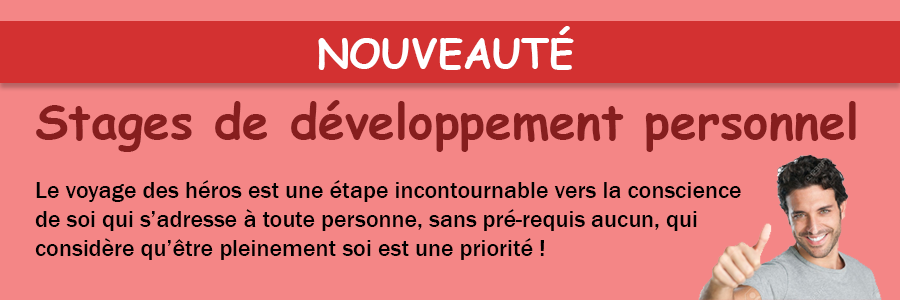 NOUVEAUTÉ
Stages de développement personnel
Le voyage des héros est une étape incontournable vers la conscience
de soi qui s’adresse à toute personne, sans pré-requis aucun, qui
considère qu’être pleinement soi est une priorité !